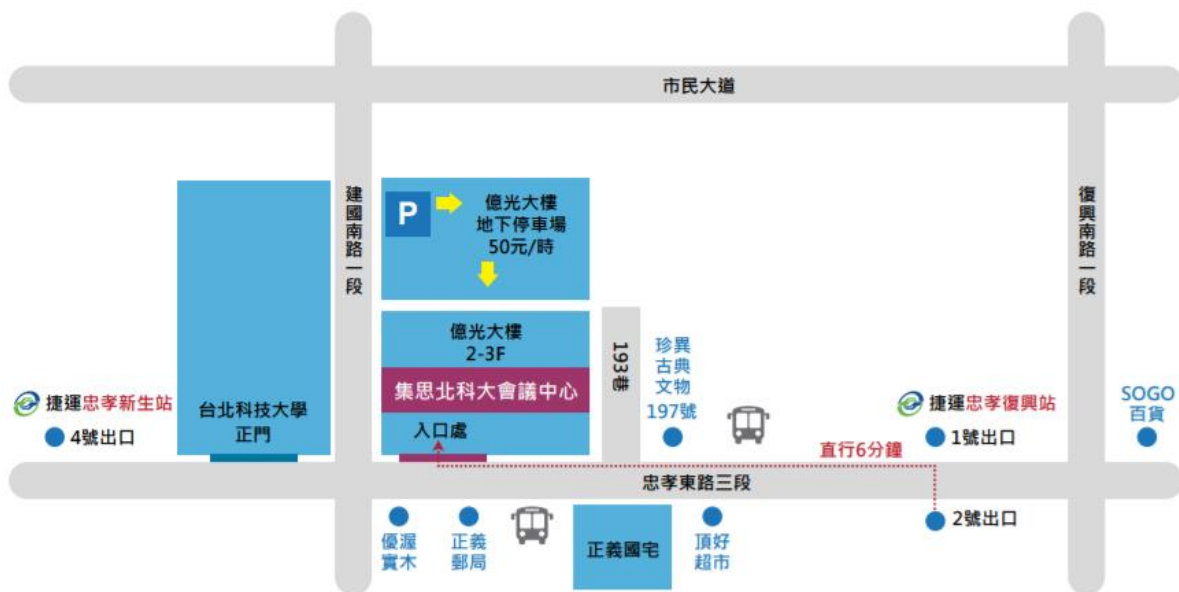 市民大道
建國南路一段
復興南路一段
P
億光大樓
地下停車場
50元/時
億光大樓
2-3F
集思北科大會議中心
入口處
193巷
珍異
古典
文物
197號
捷運忠孝新生站
4號出口
台北科技大學
正門
捷運忠孝復興站
1號出口
SOGO
百貨
直行6分鐘
忠孝東路三段
2號出口
優渥
實木
正義
郵局
正義國宅
頂好
超市